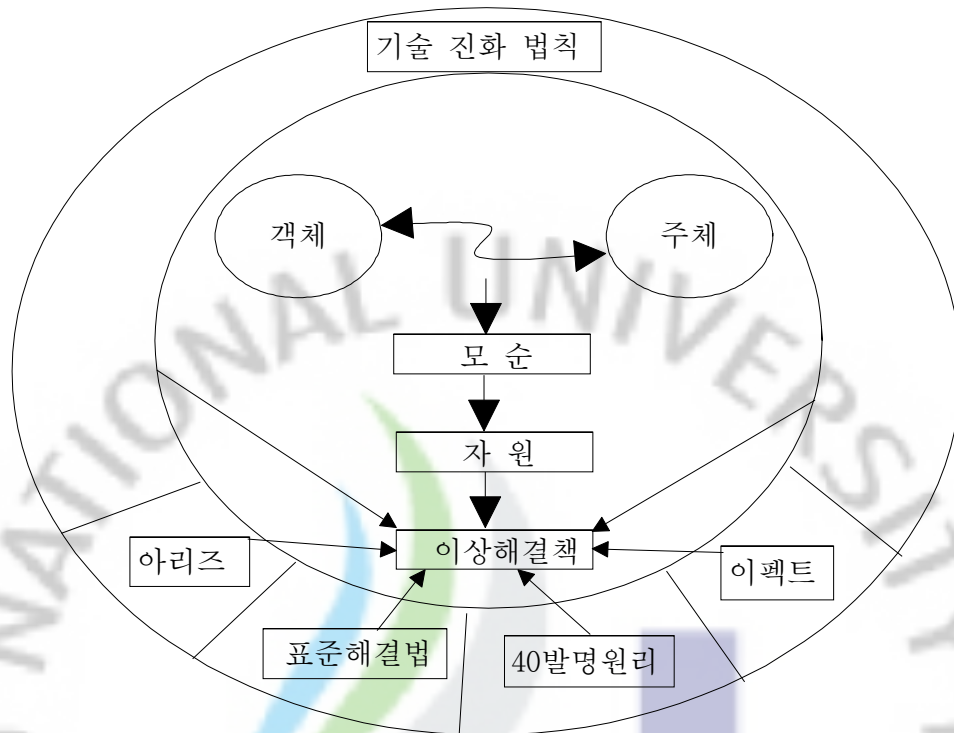 기술 진화 법칙
객체
주체
모 순
자 원
이상해결책
아리즈
이펙트
표준해결법
40발명원리
NATIONAL UNIVERSITY